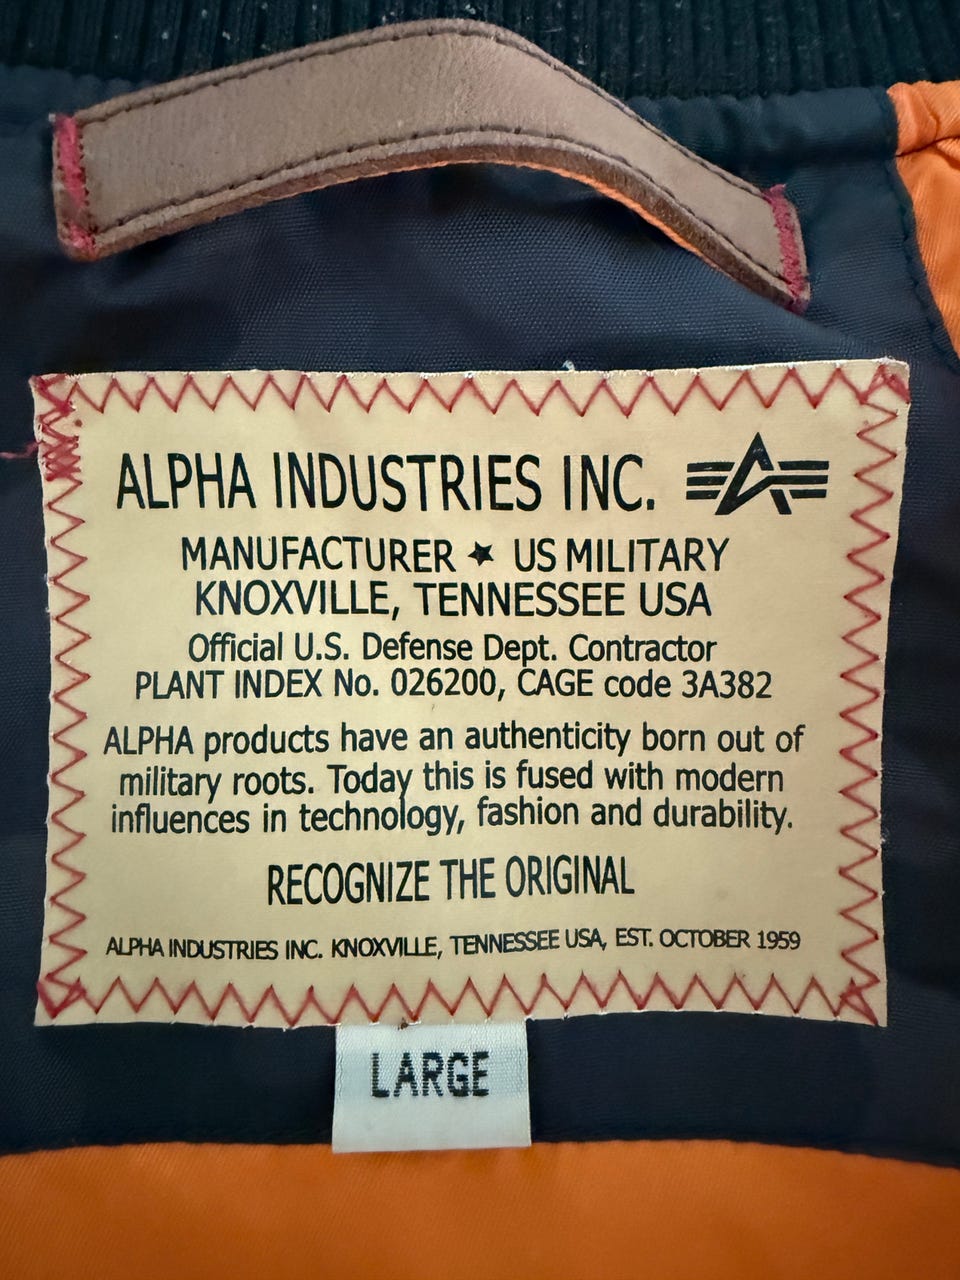 ALPHA INDUSTRIES INC.
MANUFACTURER ★ US MILITARY
KNOXVILLE, TENNESSEE USA
Official U.S. Defense Dept. Contractor
PLANT INDEX No. 026200, CAGE code 3A382
ALPHA products have an authenticity born out of
military roots. Today this is fused with modern
influences in technology, fashion and durability.
RECOGNIZE THE ORIGINAL
ALPHA INDUSTRIES INC. KNOXVILLE, TENNESSEE USA, EST. OCTOBER 1959
LARGE